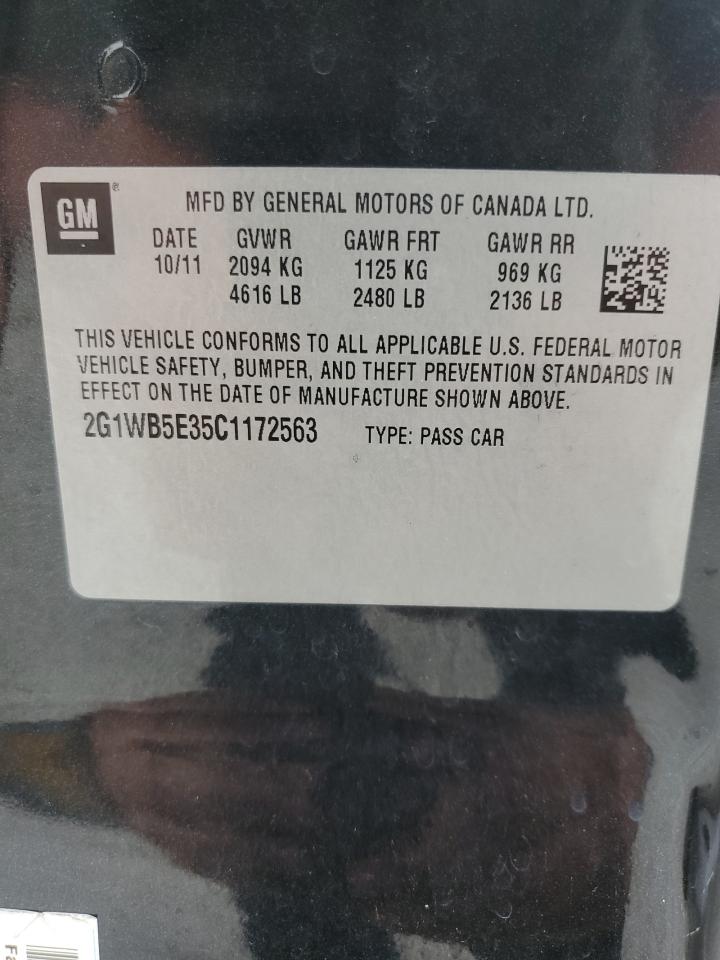 GM®
MFD BY GENERAL MOTORS OF CANADA LTD.
DATE GVWR GAWR FRT GAWR RR
10/11 2094 KG 1125 KG 969 KG
4616 LB 2480 LB 2136 LB
THIS VEHICLE CONFORMS TO ALL APPLICABLE U.S. FEDERAL MOTOR
VEHICLE SAFETY, BUMPER, AND THEFT PREVENTION STANDARDS IN
EFFECT ON THE DATE OF MANUFACTURE SHOWN ABOVE.
2G1WB5E35C1172563 TYPE: PASS CAR